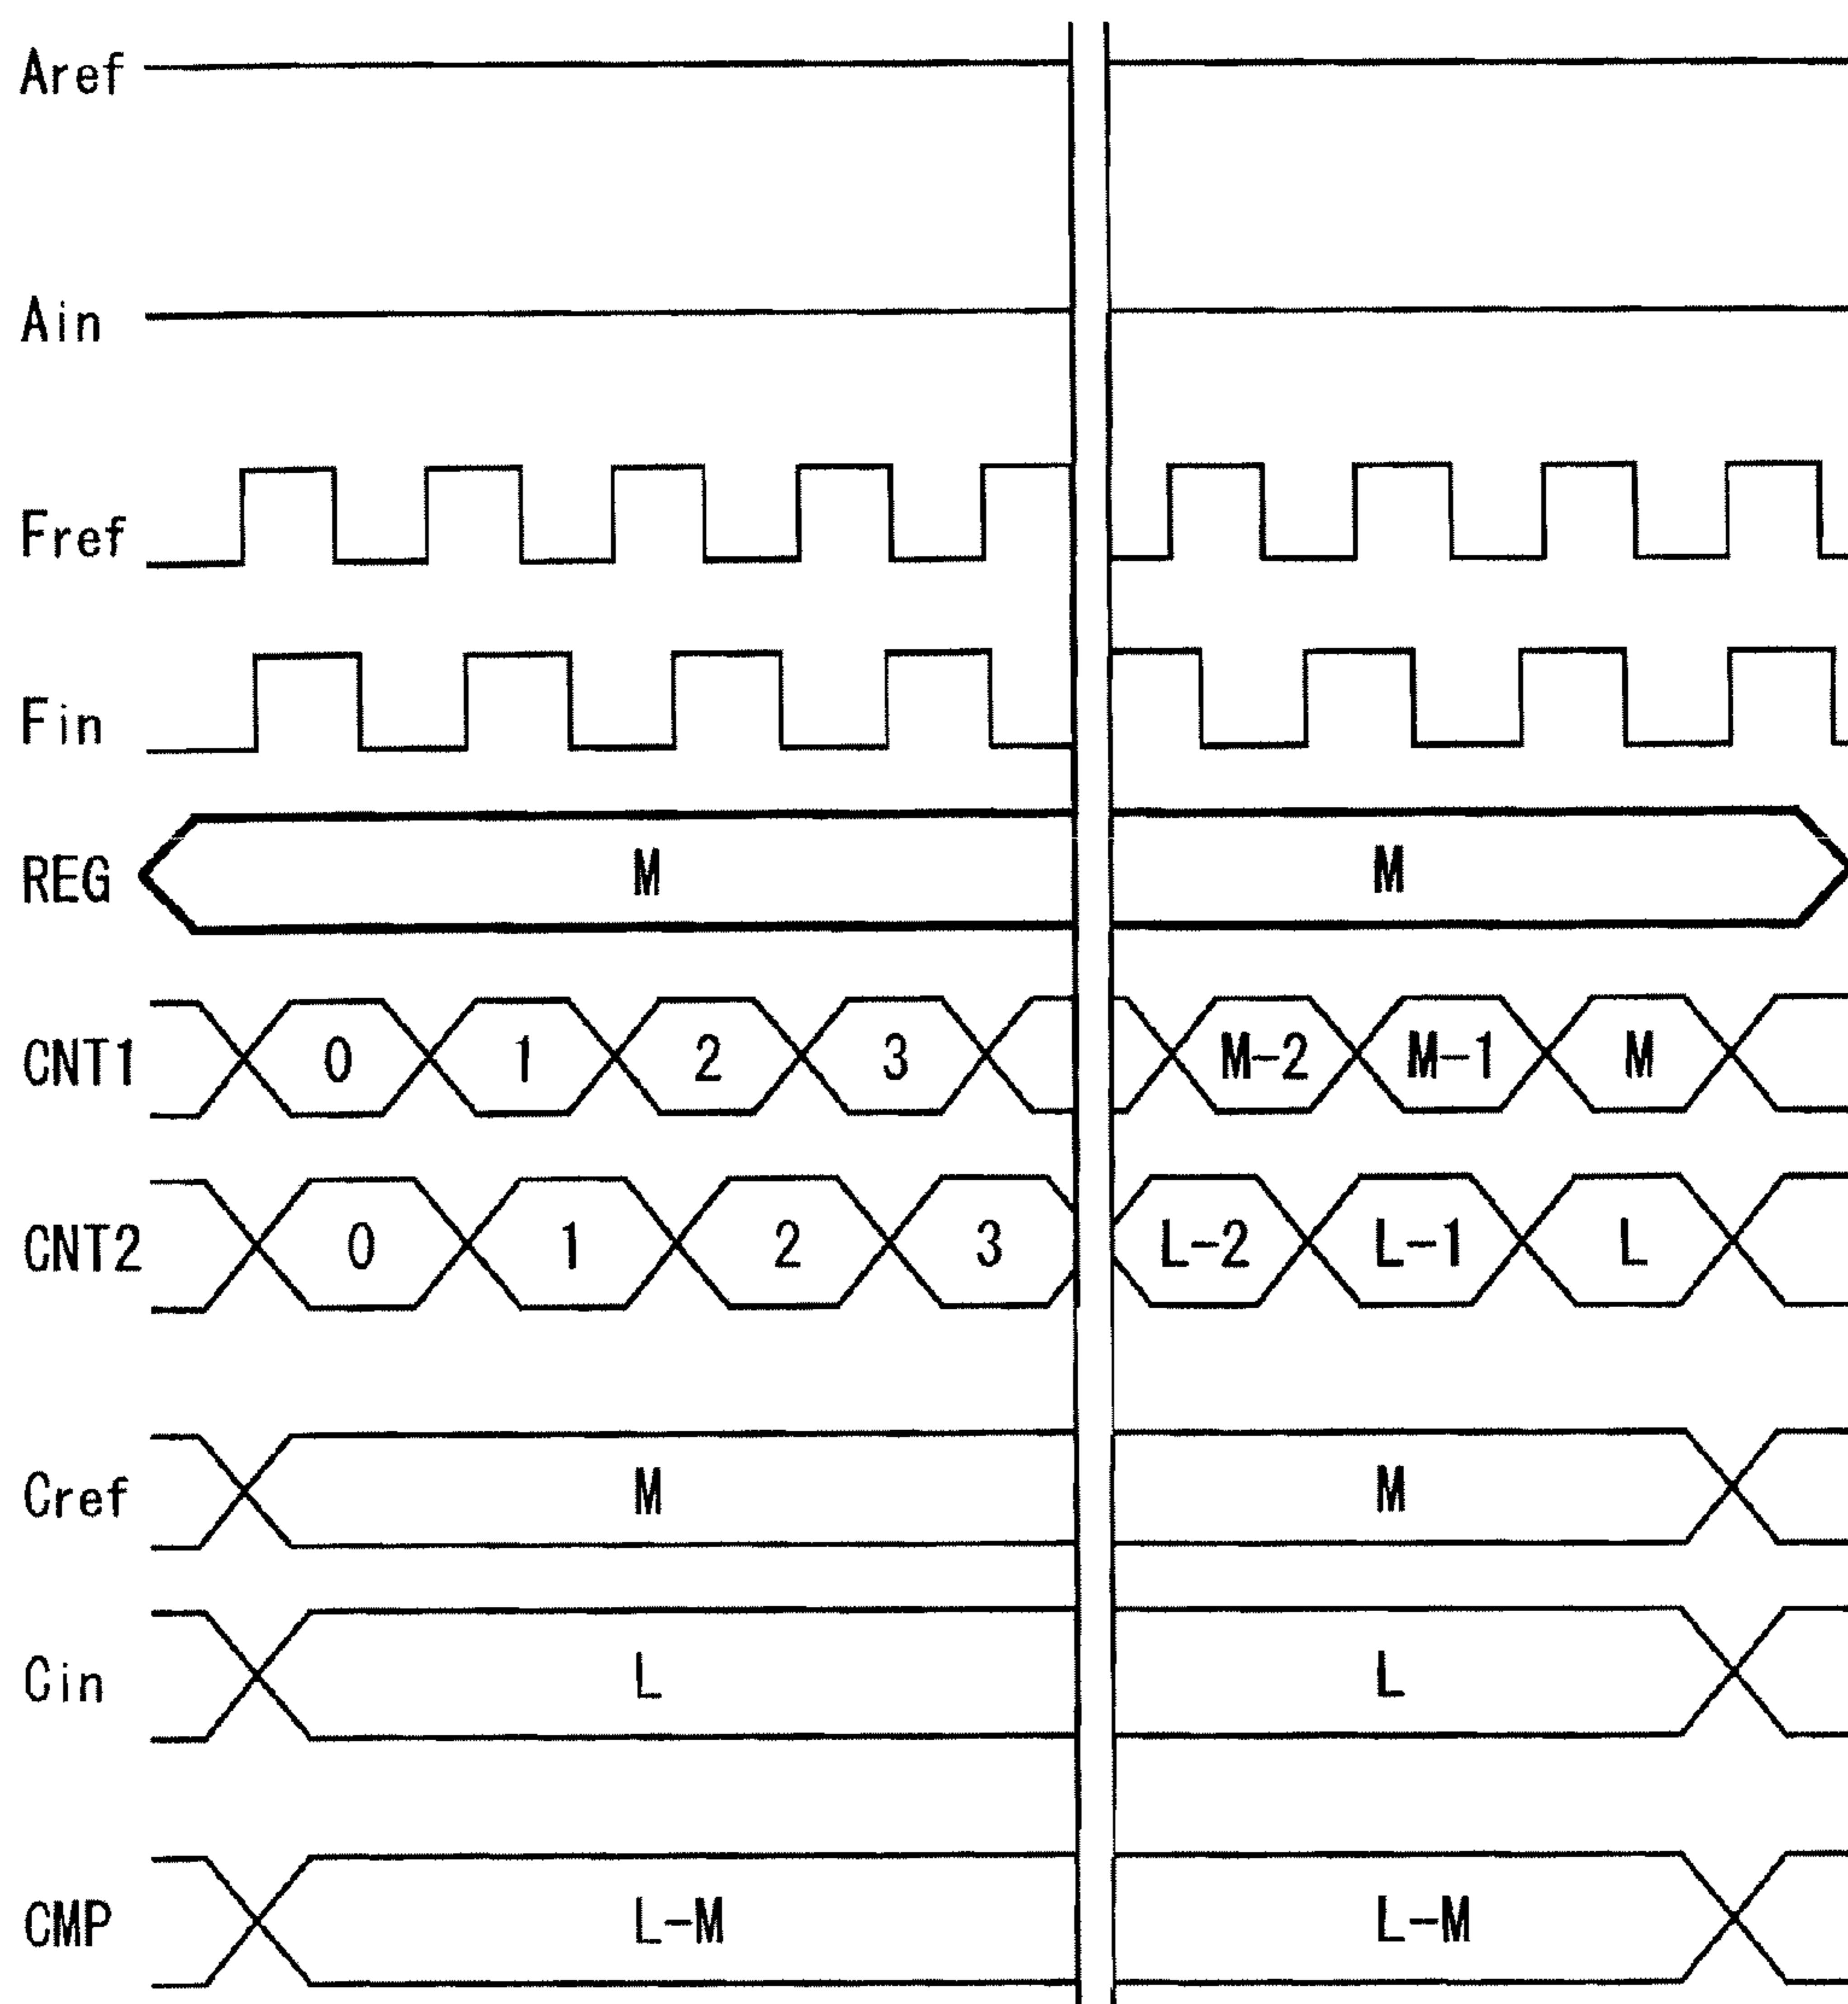 Aref
Ain
Fref
Fin
REG M M
CNT1 0 1 2 3 M-2 M-1 M
CNT2 0 1 2 3 L-2 L-1 L
Cref M M
Cin L L
CMP L-M L-M